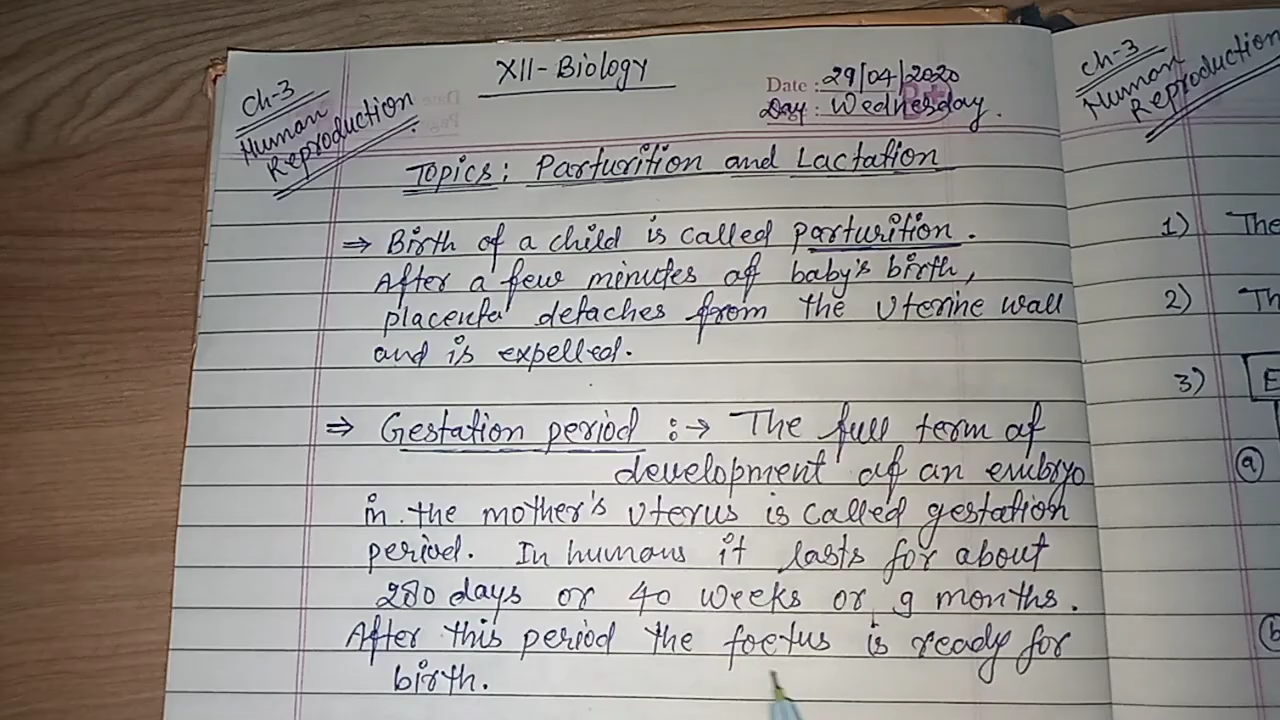 Ch-3
Human
Reproduction
XII-Biology
Date : 29/04/2020
Day : Wednesday.
Topics : Parturition and Lactation
⇒ Birth of a child is called parturition.
After a few minutes of baby's birth,
placenta detaches from the uterine wall
and is expelled.
⇒ Gestation period :→ The full term of
development of an embryo
in the mother's uterus is called gestation
period. In humans it lasts for about
280 days or 40 weeks or 9 months.
After this period the foetus is ready for
birth.
Ch-3
Human
Reproduction
1) The
2) Th
3) E
a
b